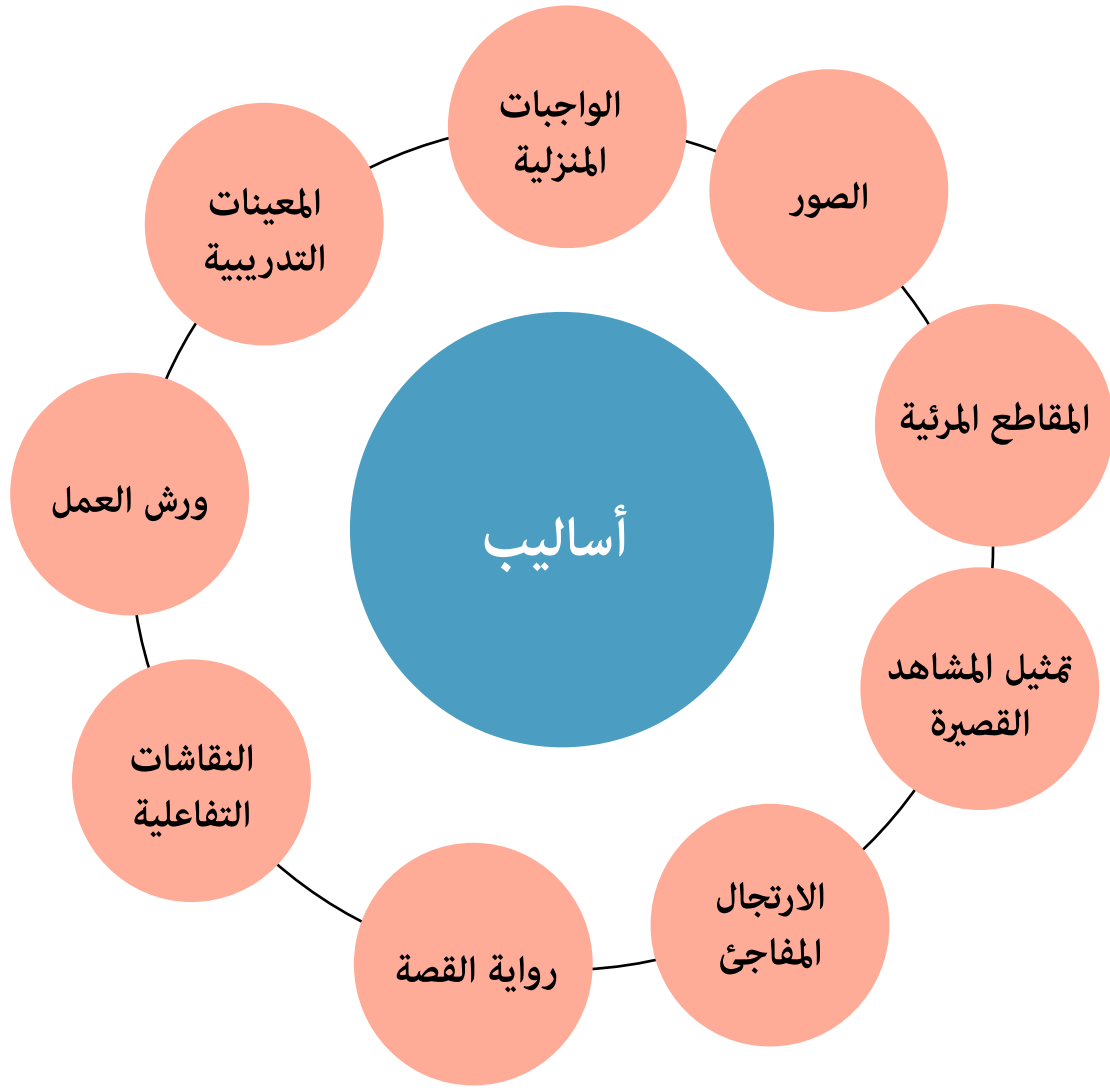 الواجبات
المنزلية
الصور
المقاطع المرئية
تمثيل المشاهد
القصيرة
الارتجال
المفاجئ
رواية القصة
النقاشات
التفاعلية
ورش العمل
المعينات
التدريبية
أساليب